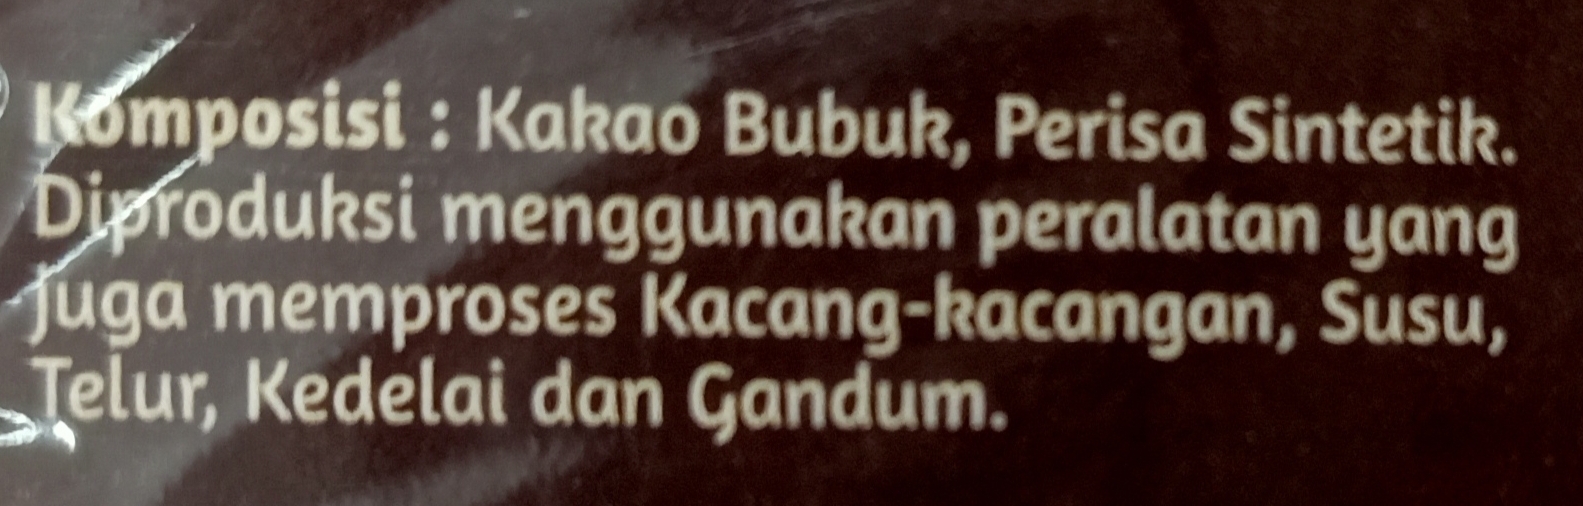 Komposisi : Kakao Bubuk, Perisa Sintetik.
Diproduksi menggunakan peralatan yang
juga memproses Kacang-kacangan, Susu,
Telur, Kedelai dan Gandum.